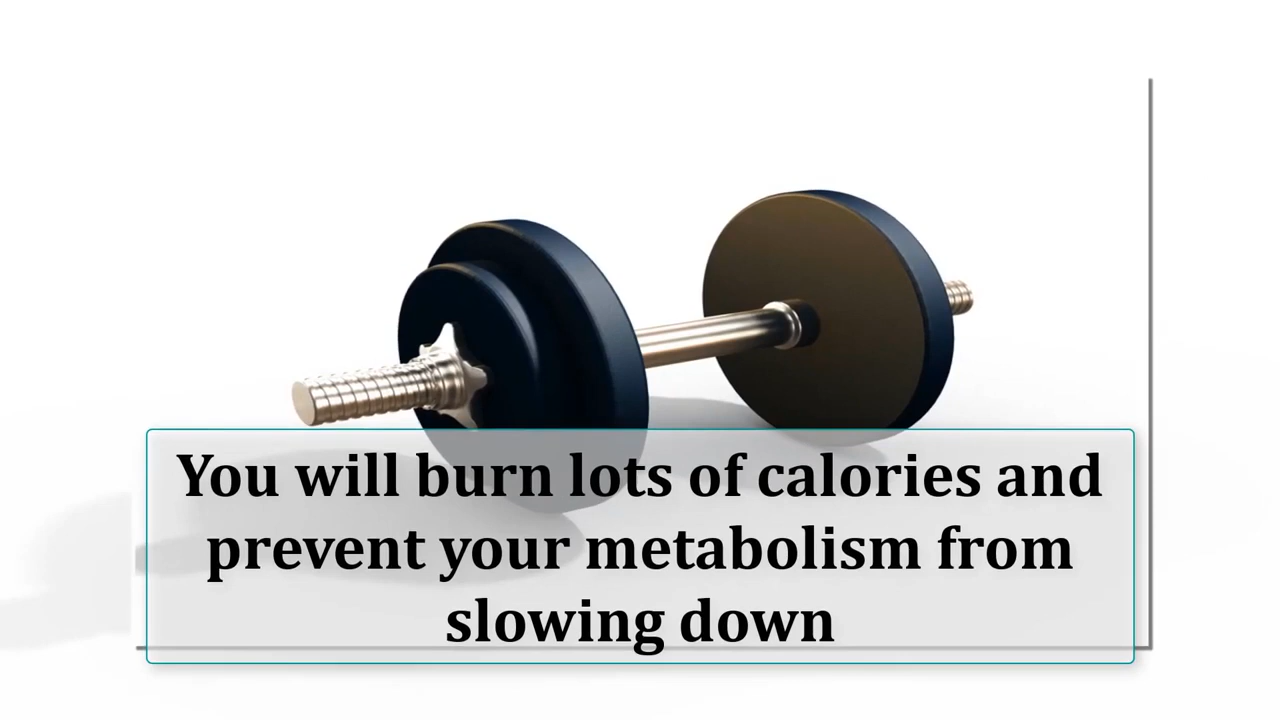 You will burn lots of calories and
prevent your metabolism from
slowing down